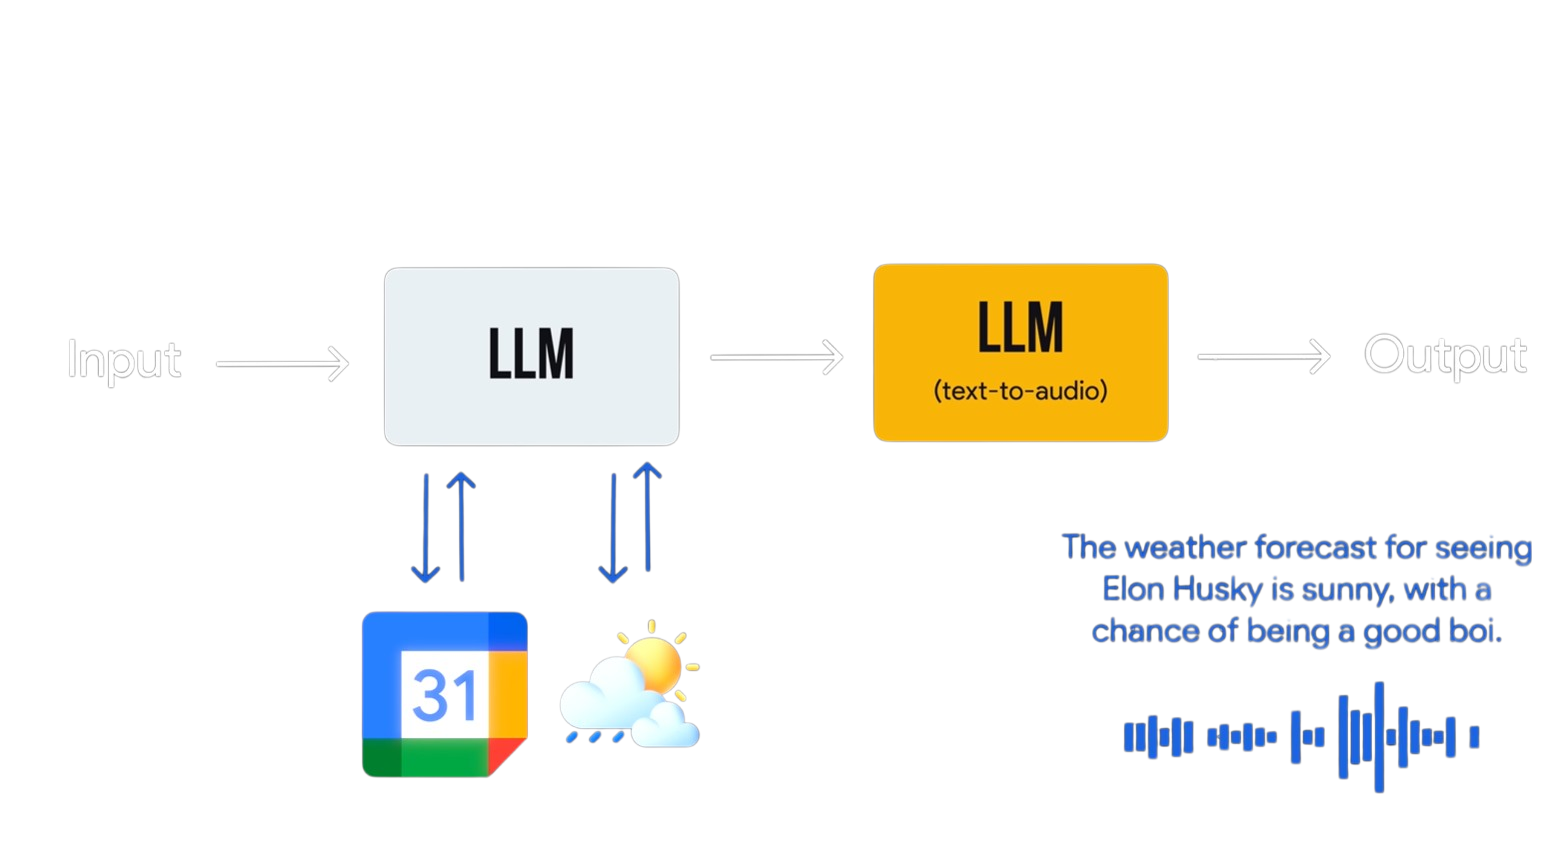 Input
LLM
LLM
(text-to-audio)
Output
31
The weather forecast for seeing
Elon Husky is sunny, with a
chance of being a good boi.